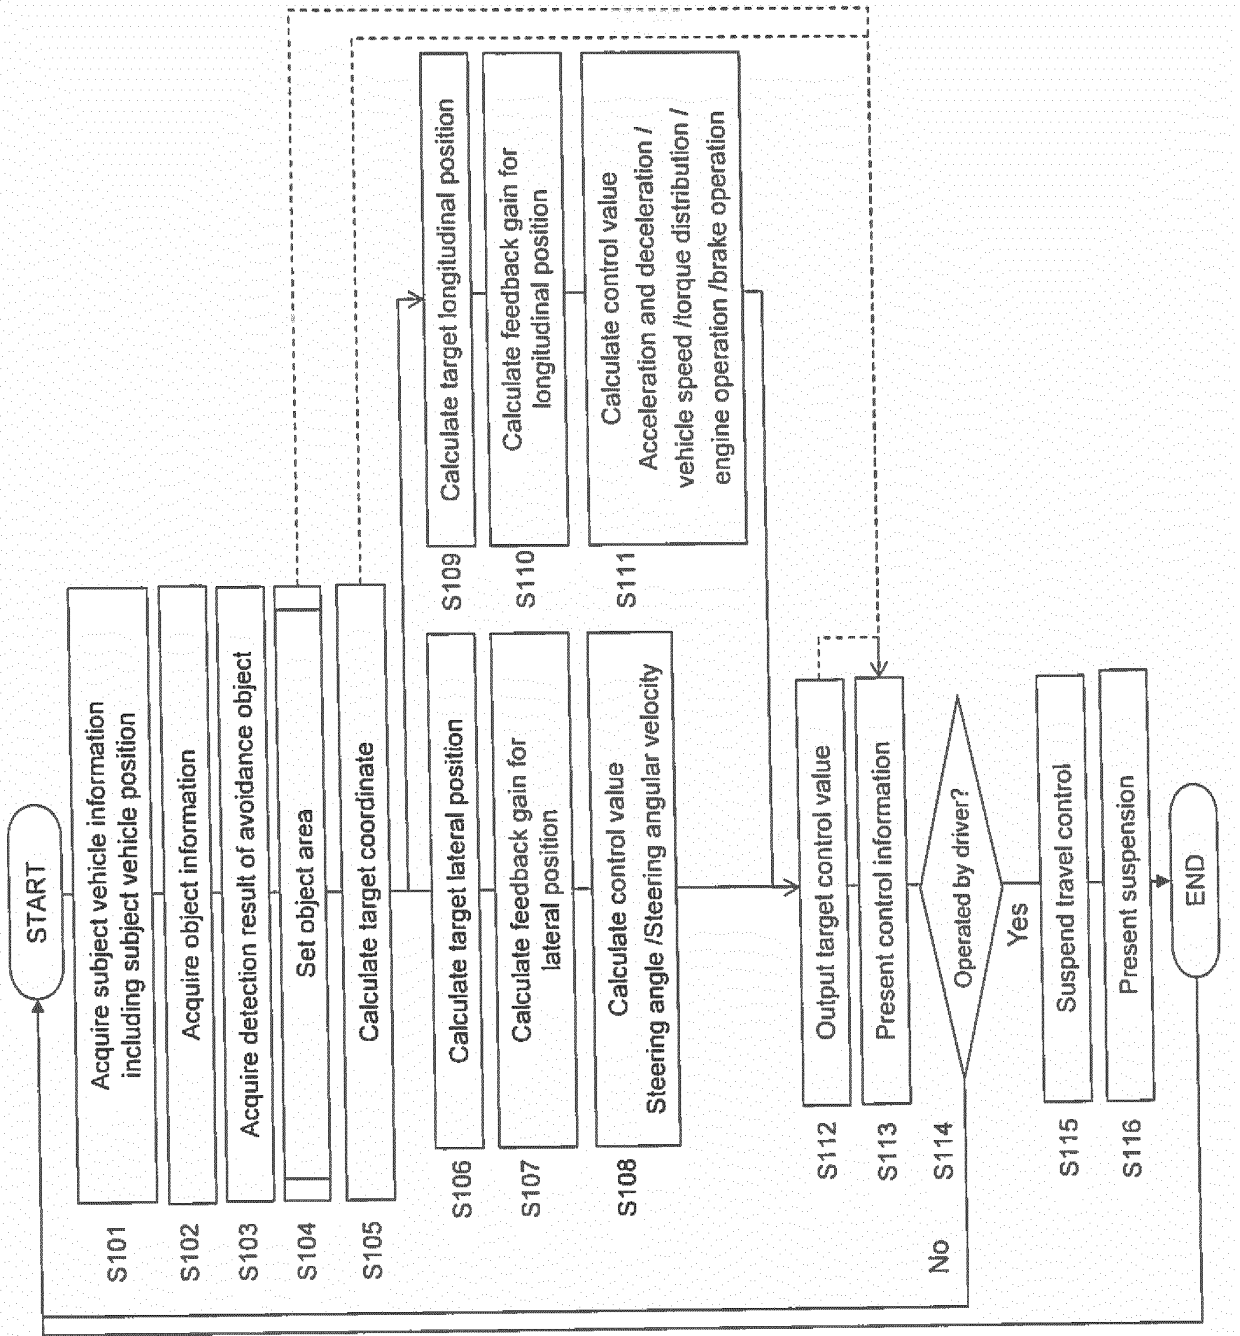 START
S101
Acquire subject vehicle information
including subject vehicle position
S102
Acquire object information
S103
Acquire detection result of avoidance object
S104
Set object area
S105
Calculate target coordinate
S106
Calculate target lateral position
S107
Calculate feedback gain for
lateral position
S108
Calculate control value
Steering angle /Steering angular velocity
S109
Calculate target longitudinal position
S110
Calculate feedback gain for
longitudinal position
S111
Calculate control value
Acceleration and deceleration /
vehicle speed /torque distribution /
engine operation /brake operation
S112
Output target control value
S113
Present control information
S114
Operated by driver?
No
Yes
S115
Suspend travel control
S116
Present suspension
END